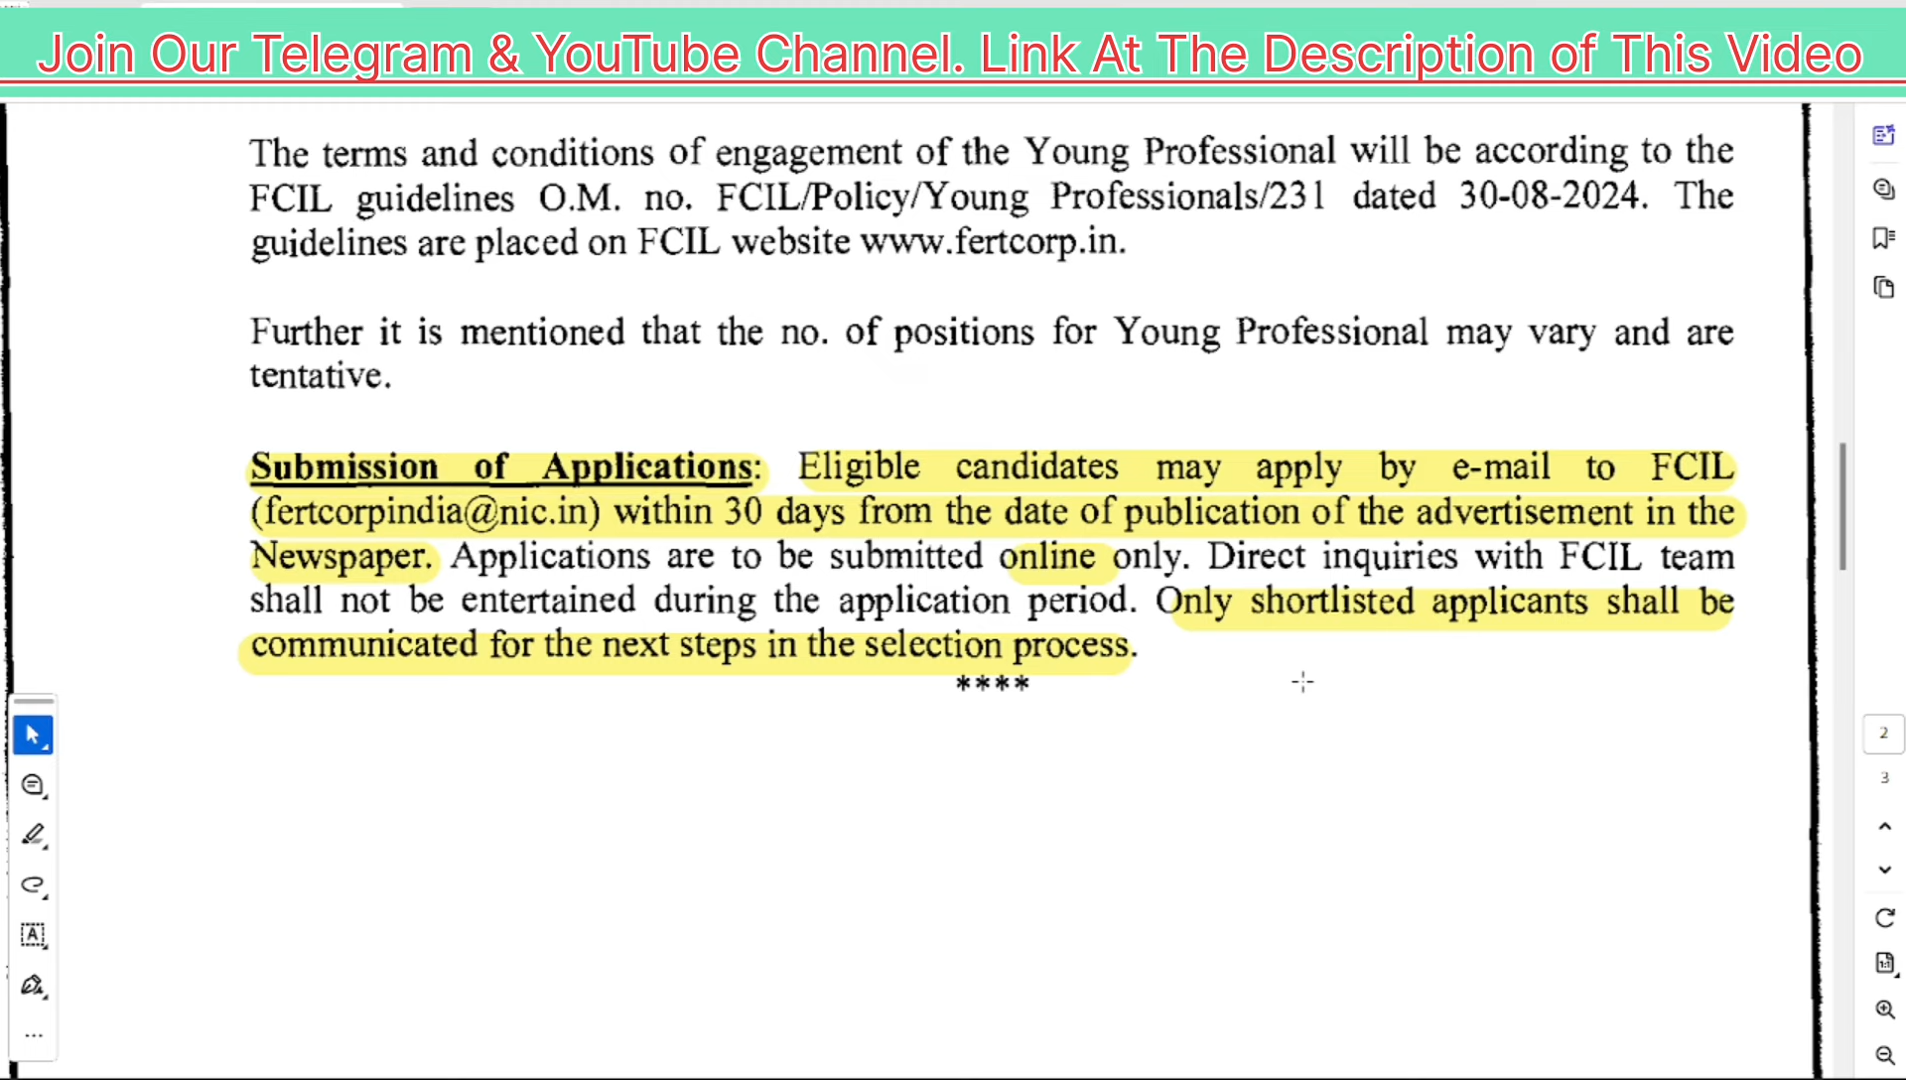 Join Our Telegram & YouTube Channel. Link At The Description of This Video
The terms and conditions of engagement of the Young Professional will be according to the
FCIL guidelines O.M. no. FCIL/Policy/Young Professionals/231 dated 30-08-2024. The
guidelines are placed on FCIL website www.fertcorp.in.
Further it is mentioned that the no. of positions for Young Professional may vary and are
tentative.
Submission of Applications: Eligible candidates may apply by e-mail to FCIL
(fertcorpindia@nic.in) within 30 days from the date of publication of the advertisement in the
Newspaper. Applications are to be submitted online only. Direct inquiries with FCIL team
shall not be entertained during the application period. Only shortlisted applicants shall be
communicated for the next steps in the selection process.
****
2
3